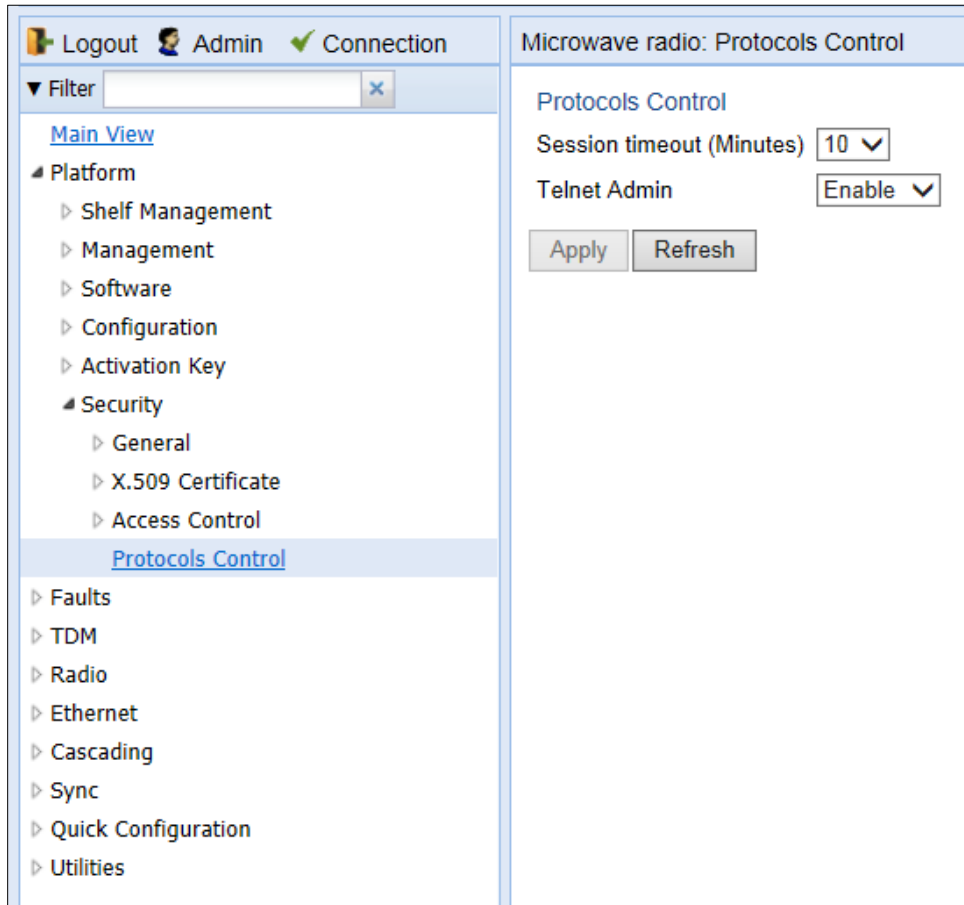 Logout Admin Connection
Filter
Main View
Platform
Shelf Management
Management
Software
Configuration
Activation Key
Security
General
X.509 Certificate
Access Control
Protocols Control
Faults
TDM
Radio
Ethernet
Cascading
Sync
Quick Configuration
Utilities
Microwave radio: Protocols Control
Protocols Control
Session timeout (Minutes) 10
Telnet Admin Enable
Apply Refresh